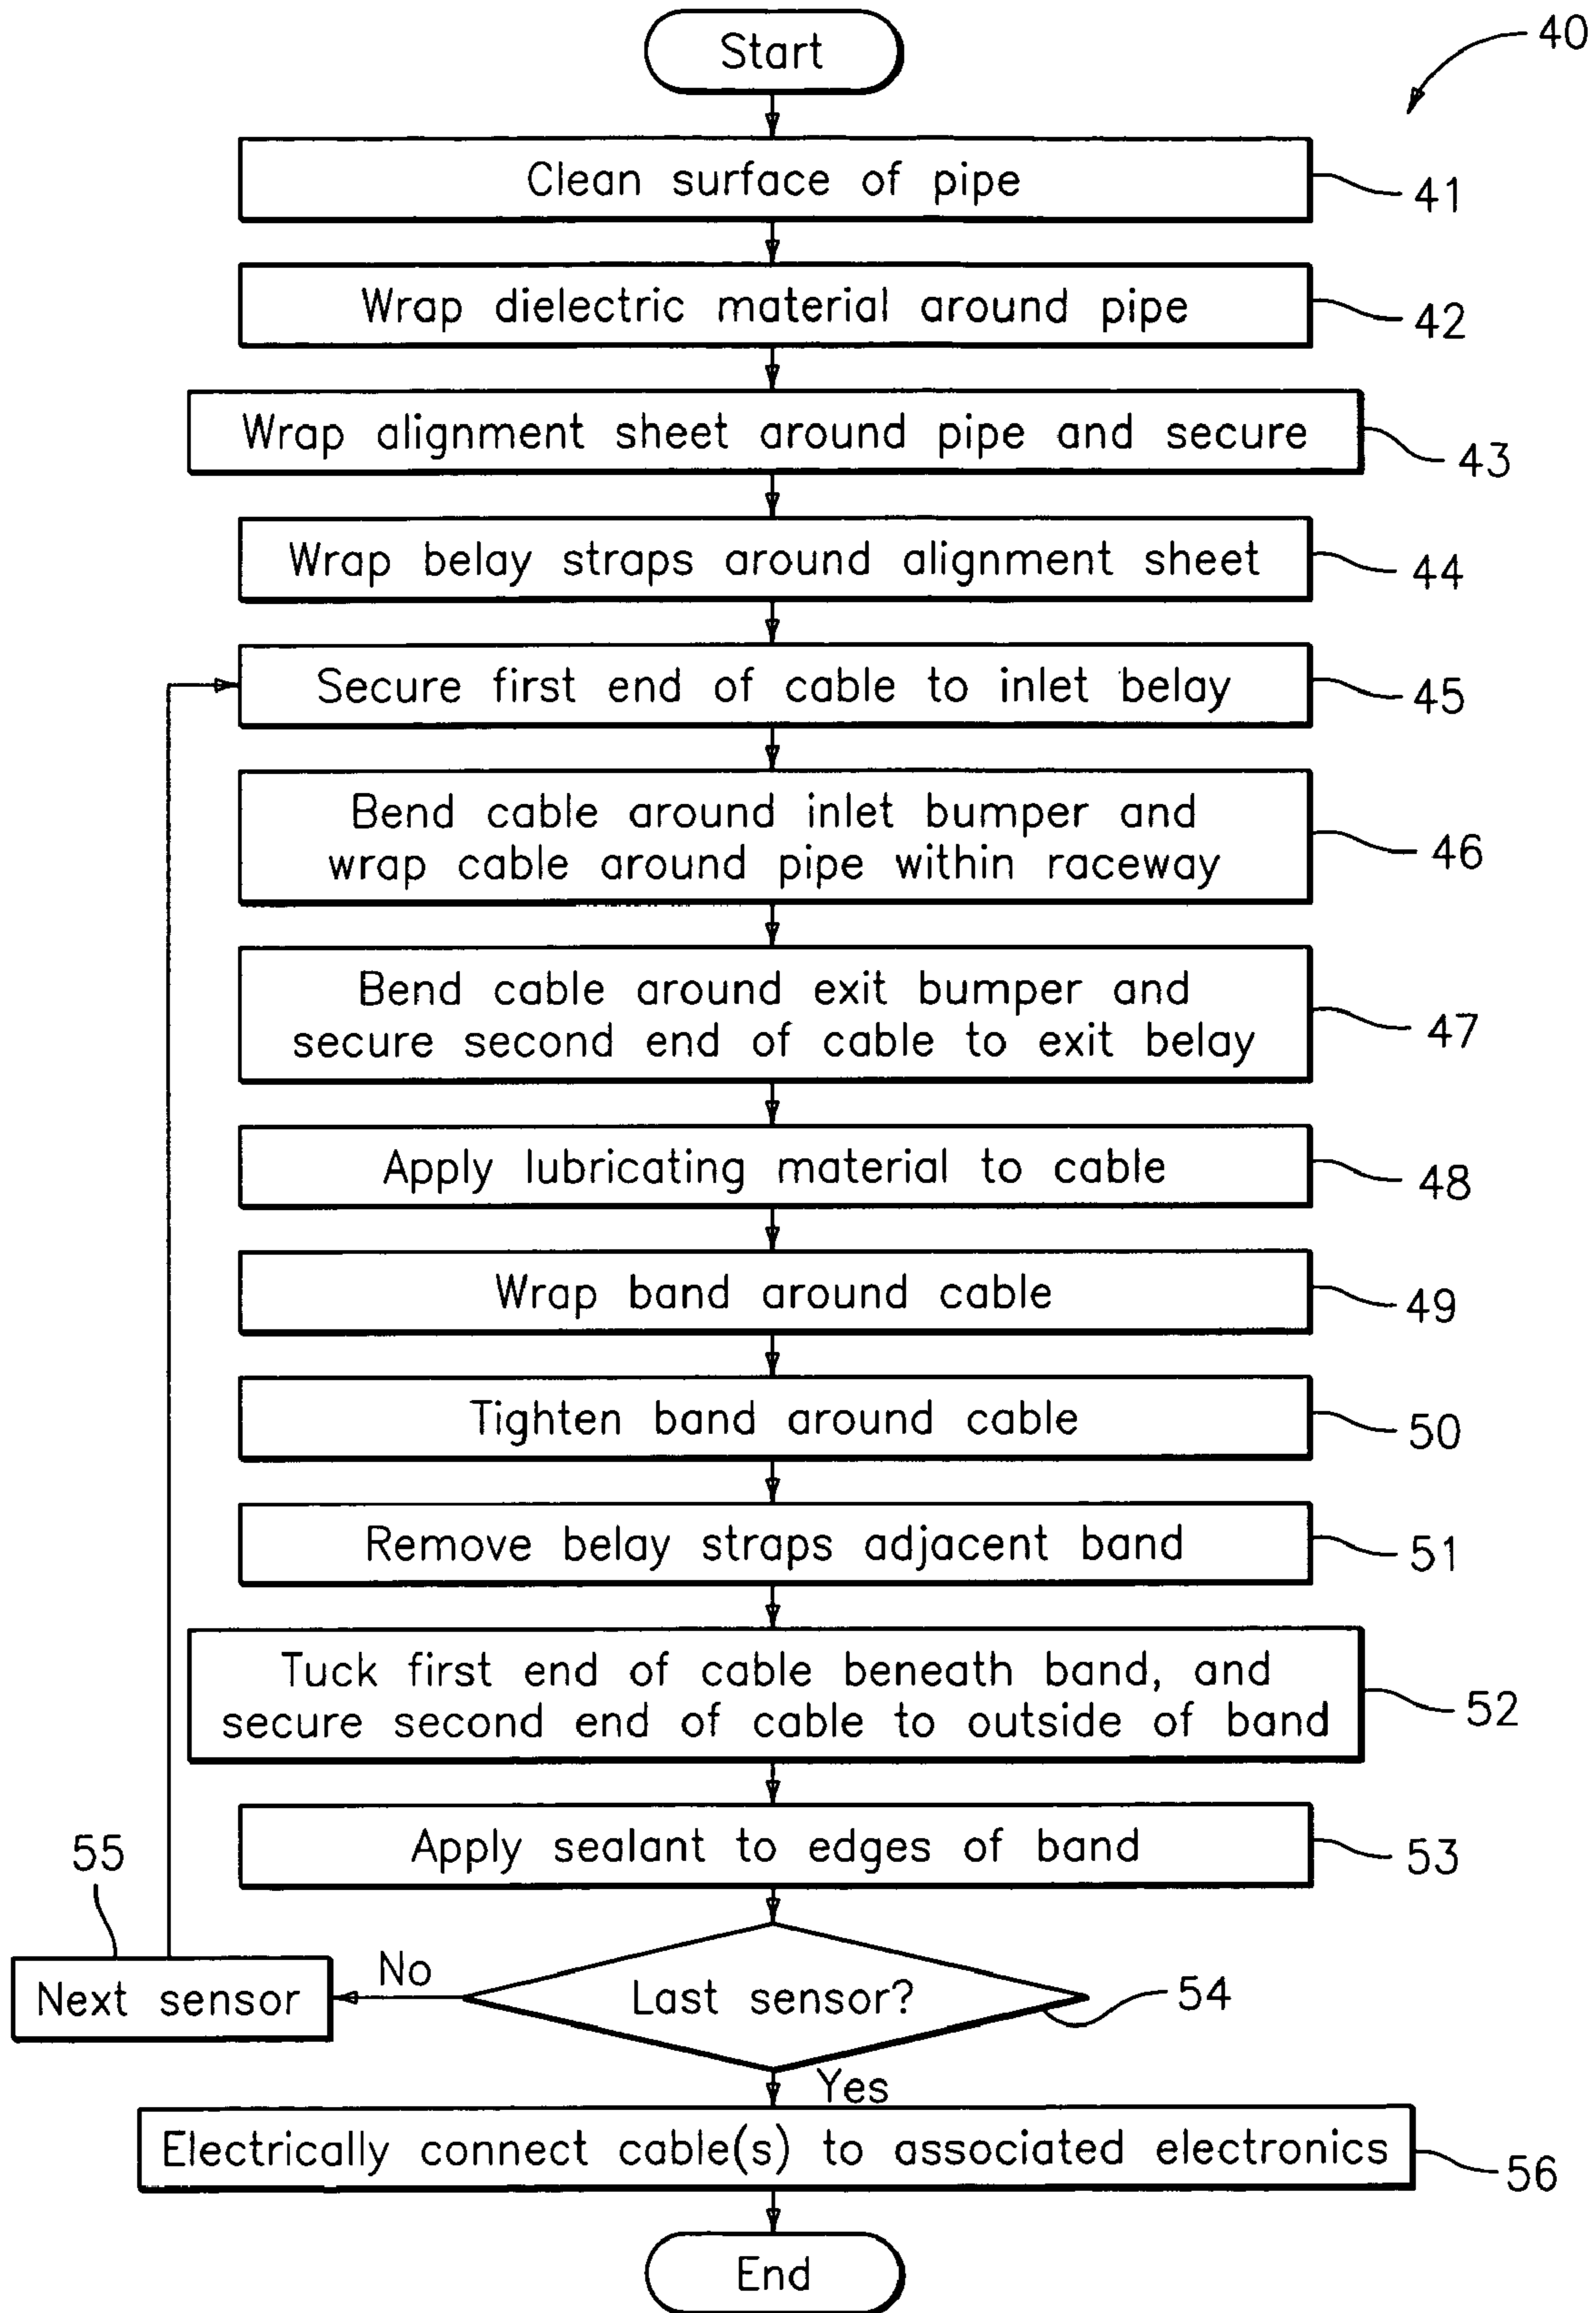 Start
40
Clean surface of pipe
41
Wrap dielectric material around pipe
42
Wrap alignment sheet around pipe and secure
43
Wrap belay straps around alignment sheet
44
Secure first end of cable to inlet belay
45
Bend cable around inlet bumper and
wrap cable around pipe within raceway
46
Bend cable around exit bumper and
secure second end of cable to exit belay
47
Apply lubricating material to cable
48
Wrap band around cable
49
Tighten band around cable
50
Remove belay straps adjacent band
51
Tuck first end of cable beneath band, and
secure second end of cable to outside of band
52
Apply sealant to edges of band
53
55
Next sensor
No
Last sensor?
54
Yes
Electrically connect cable(s) to associated electronics
56
End